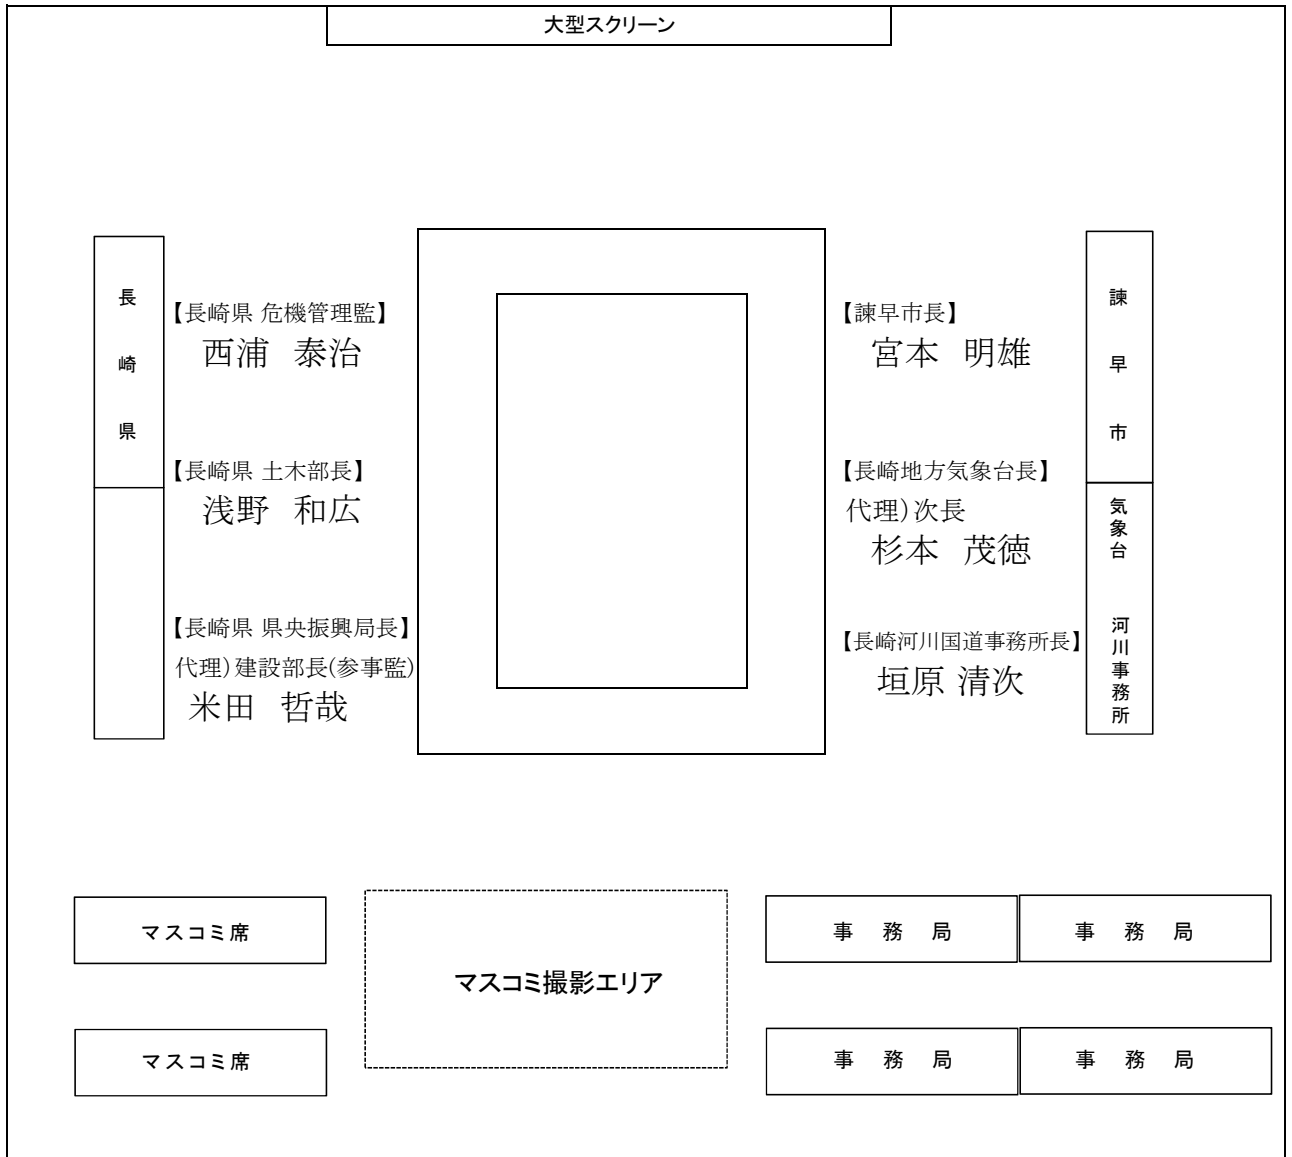 大型スクリーン
長崎県
【長崎県 危機管理監】
西浦 泰治
【長崎県 土木部長】
浅野 和広
【長崎県 県央振興局長】
代理)建設部長(参事監)
米田 哲哉
【諫早市長】
宮本 明雄
【長崎地方気象台長】
代理)次長
杉本 茂徳
【長崎河川国道事務所長】
垣原 清次
諫早市
気象台
河川事務所
マスコミ席
マスコミ撮影エリア
事務局
事務局
マスコミ席
事務局
事務局